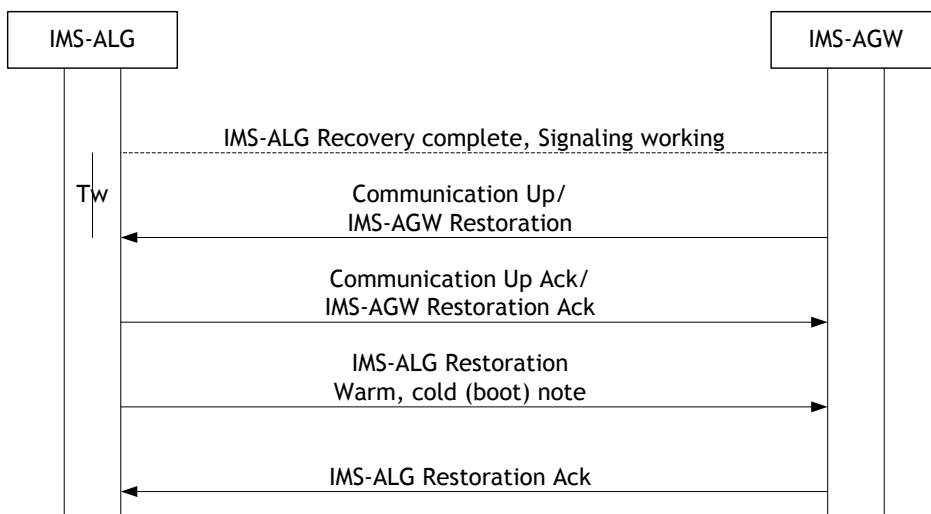 IMS-ALG
IMS-AGW
IMS-ALG Recovery complete, Signaling working
Tw
Communication Up/
IMS-AGW Restoration
Communication Up Ack/
IMS-AGW Restoration Ack
IMS-ALG Restoration
Warm, cold (boot) note
IMS-ALG Restoration Ack